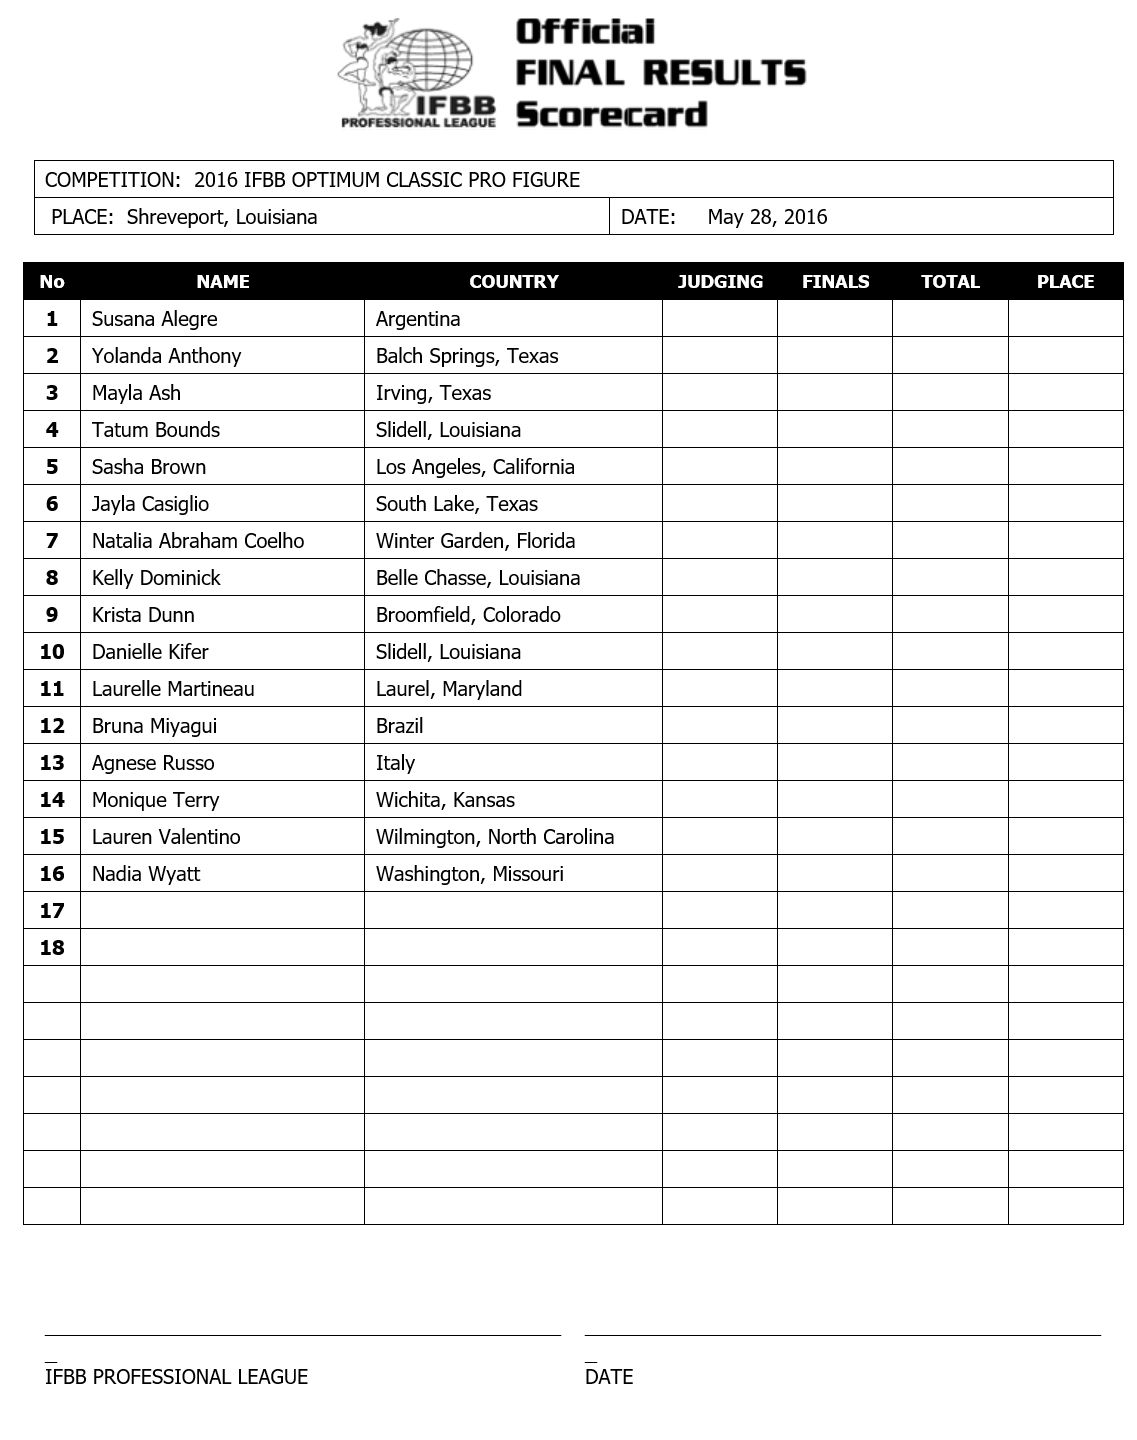 Official
FINAL RESULTS
Scorecard
IFBB
PROFESSIONAL LEAGUE
COMPETITION: 2016 IFBB OPTIMUM CLASSIC PRO FIGURE
PLACE: Shreveport, Louisiana DATE: May 28, 2016
No NAME COUNTRY JUDGING FINALS TOTAL PLACE
1 Susana Alegre Argentina
2 Yolanda Anthony Balch Springs, Texas
3 Mayla Ash Irving, Texas
4 Tatum Bounds Slidell, Louisiana
5 Sasha Brown Los Angeles, California
6 Jayla Casiglio South Lake, Texas
7 Natalia Abraham Coelho Winter Garden, Florida
8 Kelly Dominick Belle Chasse, Louisiana
9 Krista Dunn Broomfield, Colorado
10 Danielle Kifer Slidell, Louisiana
11 Laurelle Martineau Laurel, Maryland
12 Bruna Miyagui Brazil
13 Agnese Russo Italy
14 Monique Terry Wichita, Kansas
15 Lauren Valentino Wilmington, North Carolina
16 Nadia Wyatt Washington, Missouri
17
18
IFBB PROFESSIONAL LEAGUE DATE